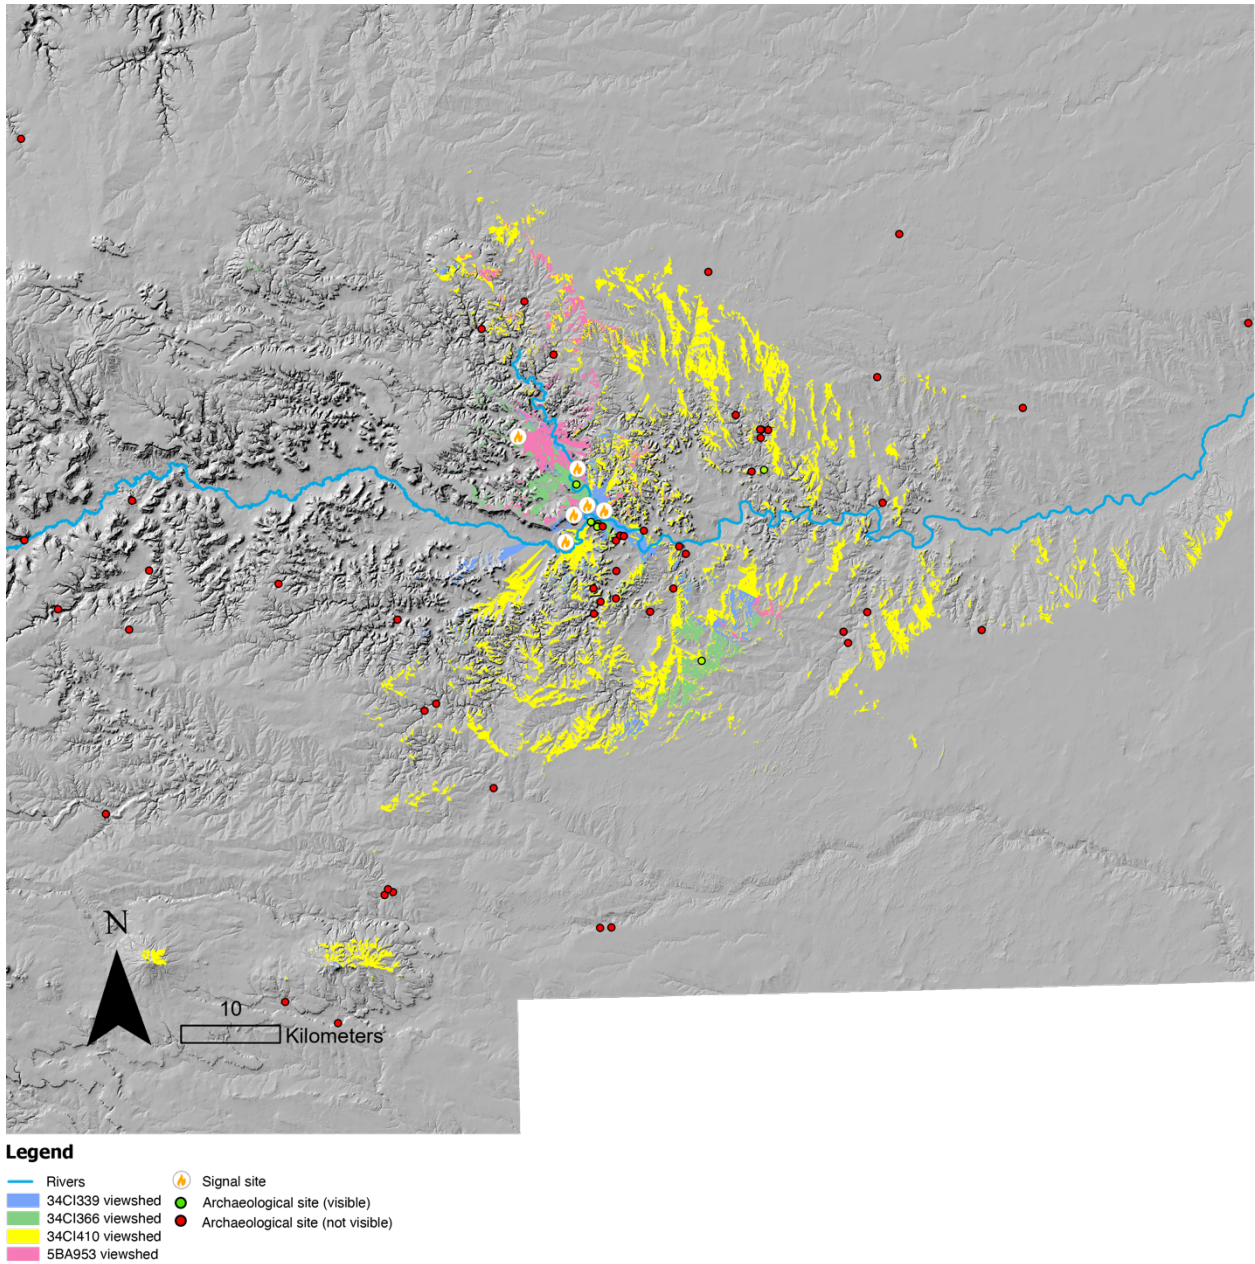 N
10
Kilometers
Legend
Rivers
34CI339 viewshed
34CI366 viewshed
34CI410 viewshed
5BA953 viewshed
Signal site
Archaeological site (visible)
Archaeological site (not visible)